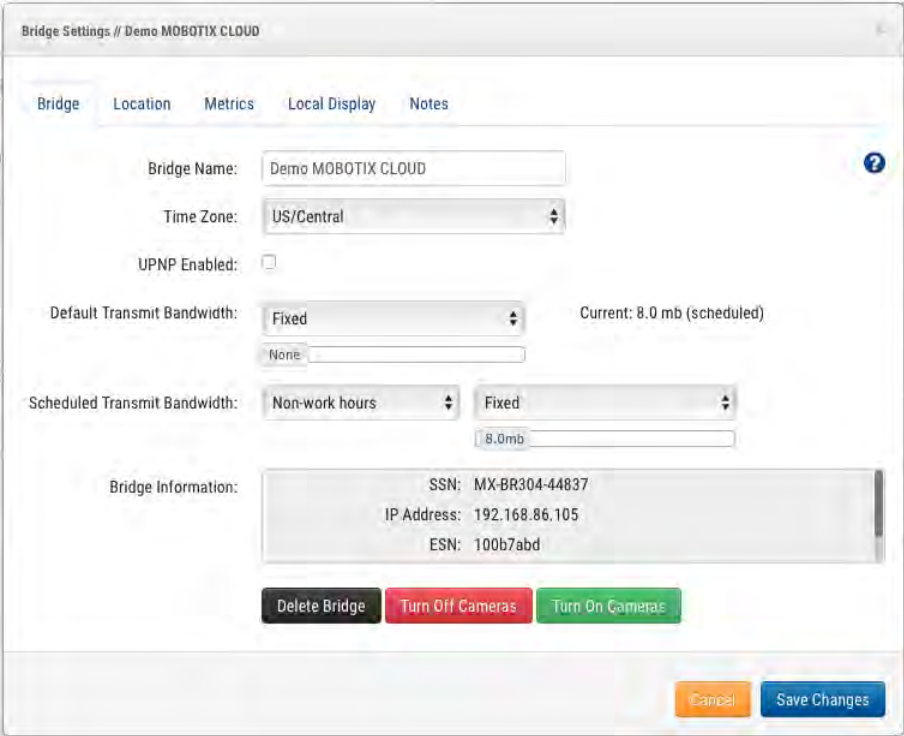 Bridge Settings // Demo MOBOTIX CLOUD
Bridge Location Metrics Local Display Notes
Bridge Name: Demo MOBOTIX CLOUD ?
Time Zone: US/Central
UPNP Enabled:
Default Transmit Bandwidth: Fixed Current: 8.0 mb (scheduled)
None
Scheduled Transmit Bandwidth: Non-work hours Fixed
8.0mb
Bridge Information: SSN: MX-BR304-44837
IP Address: 192.168.86.105
ESN: 100b7abd
Delete Bridge Turn Off Cameras Turn On Cameras
Cancel Save Changes